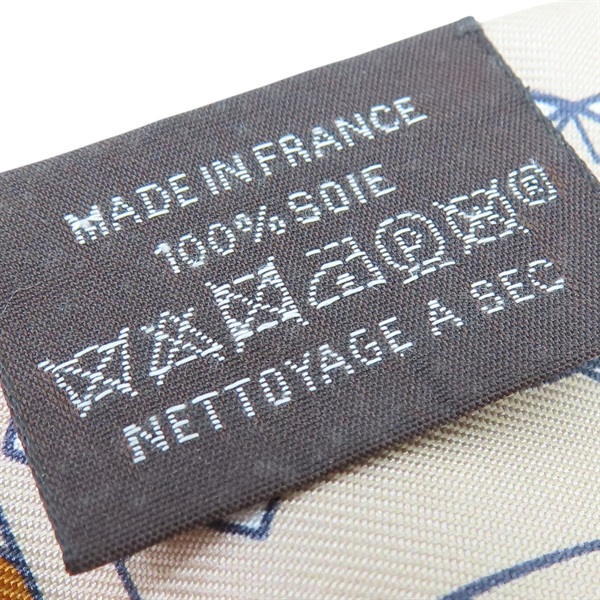 MADE IN FRANCE
100% SOIE
P
NETTOYAGE A SEC